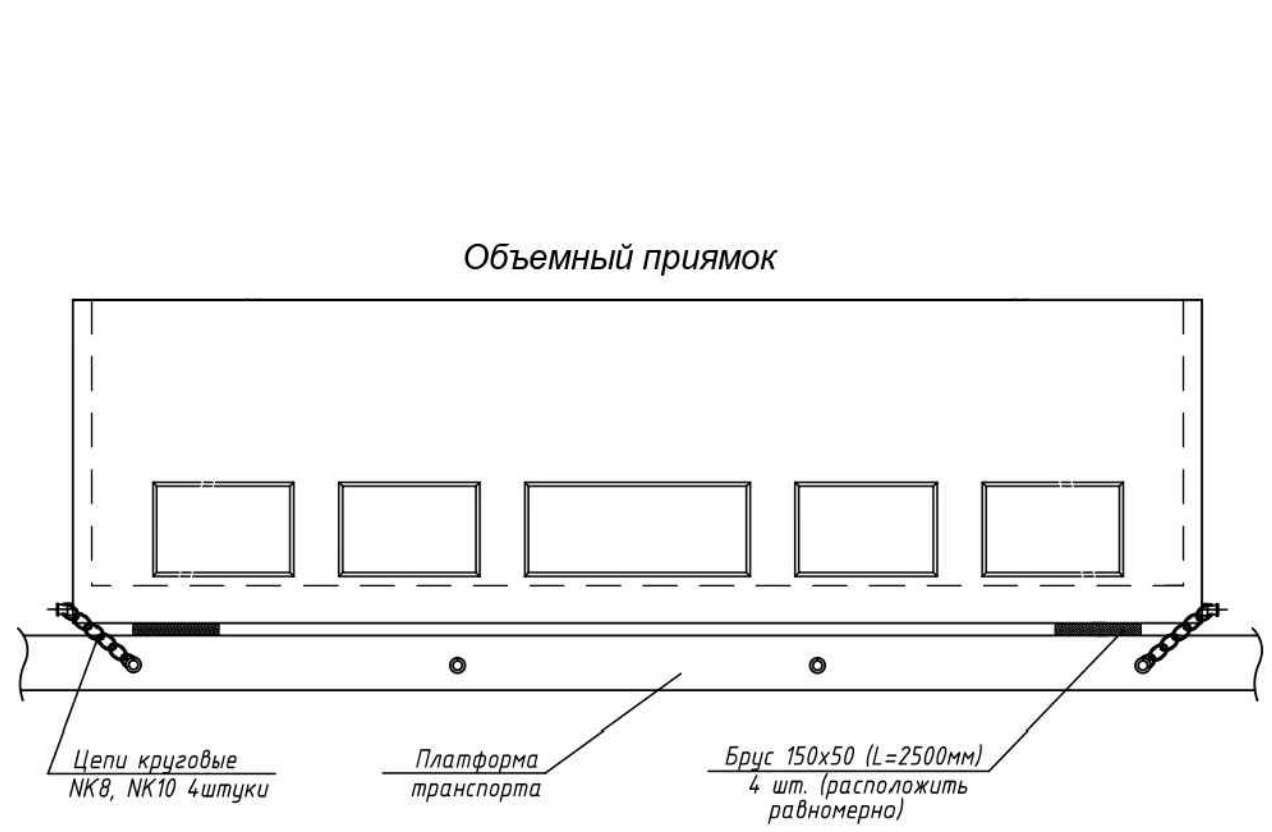 Объемный приямок
Цепи круговые
NK8, NK10 4штуки
Платформа
транспорта
Брус 150х50 (L=2500мм)
4 шт. (расположить
равномерно)